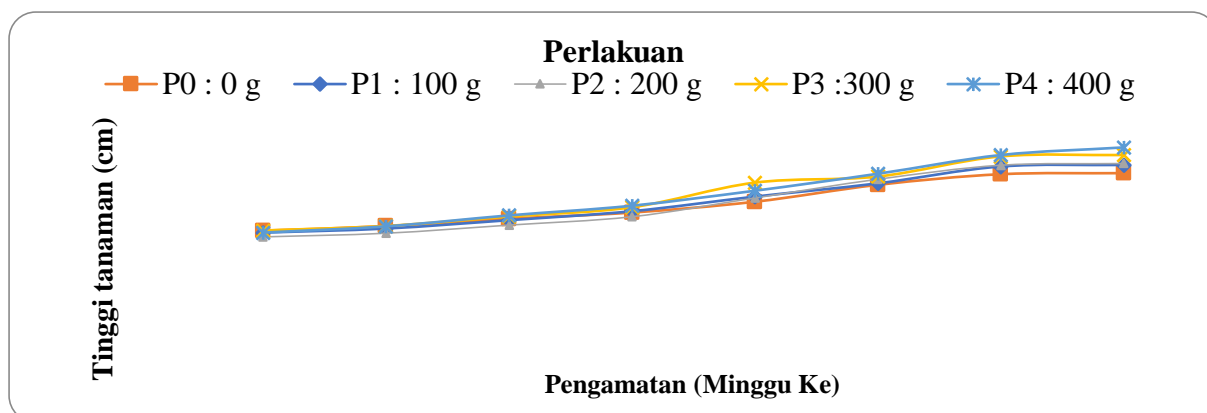 Perlakuan
P0 : 0 g P1 : 100 g P2 : 200 g P3 :300 g P4 : 400 g
Tinggi tanaman (cm)
Pengamatan (Minggu Ke)